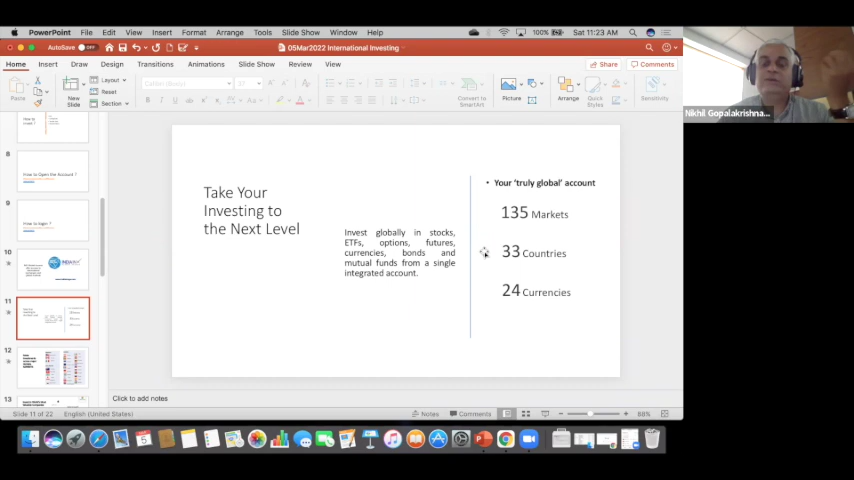 PowerPoint File Edit View Insert Format Arrange Tools Slide Show Window Help 100% Sat 11:23 AM
AutoSave OFF 05Mar2022 International Investing
Home Insert Draw Design Transitions Animations Slide Show Review View Share Comments
Paste New Slide Layout Reset Section Convert to SmartArt Picture Arrange Quick Styles Sensitivity
Nikhil Gopalakrishna...
8
How to Open the Account ?
9
How to login ?
10
11
12
13
Take Your
Investing to
the Next Level
Invest globally in stocks,
ETFs, options, futures,
currencies, bonds and
mutual funds from a single
integrated account.
• Your 'truly global' account
135 Markets
33 Countries
24 Currencies
Click to add notes
Slide 11 of 22 English (United States) Notes Comments 88%